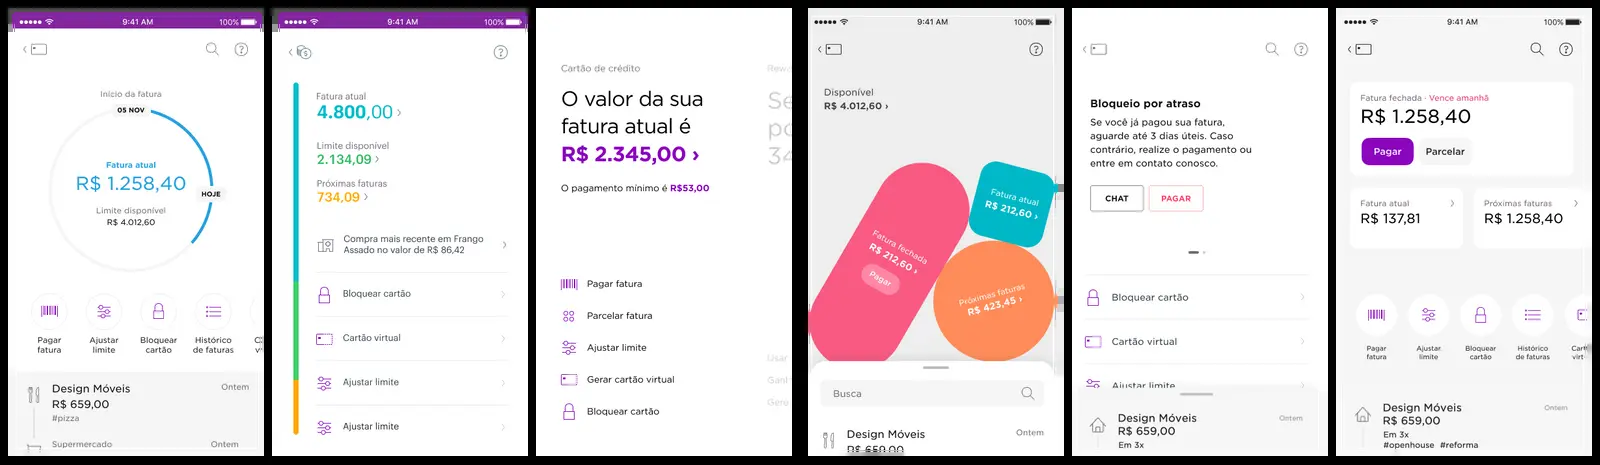 9:41 AM
100%
Início da fatura
05 NOV
Fatura atual
R$ 1.258,40
HOJE
Limite disponível
R$ 4.012,60
Pagar fatura
Ajustar limite
Bloquear cartão
Histórico de faturas
Design Móveis
Ontem
R$ 659,00
#pizza
Supermercado
Ontem
9:41 AM
100%
Fatura atual
4.800,00 ›
Limite disponível
2.134,09 ›
Próximas faturas
734,09 ›
Compra mais recente em Frango
Assado no valor de R$ 86,42
Bloquear cartão
Cartão virtual
Ajustar limite
Ajustar limite
Cartão de crédito
O valor da sua
fatura atual é
R$ 2.345,00 ›
O pagamento mínimo é R$53,00
Pagar fatura
Parcelar fatura
Ajustar limite
Gerar cartão virtual
Bloquear cartão
Se
po
34
Usar
Gere
9:41 AM
100%
Disponível
R$ 4.012,60 ›
Fatura atual
R$ 212,60 ›
Fatura fechada
R$ 212,60 ›
Pagar
Próximas faturas
R$ 423,45 ›
Busca
Design Móveis
Ontem
R$ 659,00
Bloqueio por atraso
Se você já pagou sua fatura,
aguarde até 3 dias úteis. Caso
contrário, realize o pagamento ou
entre em contato conosco.
CHAT
PAGAR
Bloquear cartão
Cartão virtual
Ajustar limite
Design Móveis
Ontem
R$ 659,00
Em 3x
9:41 AM
100%
Fatura fechada · Vence amanhã
R$ 1.258,40
Pagar
Parcelar
Fatura atual
R$ 137,81
Próximas faturas
R$ 1.258,40
Pagar fatura
Ajustar limite
Bloquear cartão
Histórico de faturas
Design Móveis
Ontem
R$ 659,00
Em 3x
#openhouse #reforma